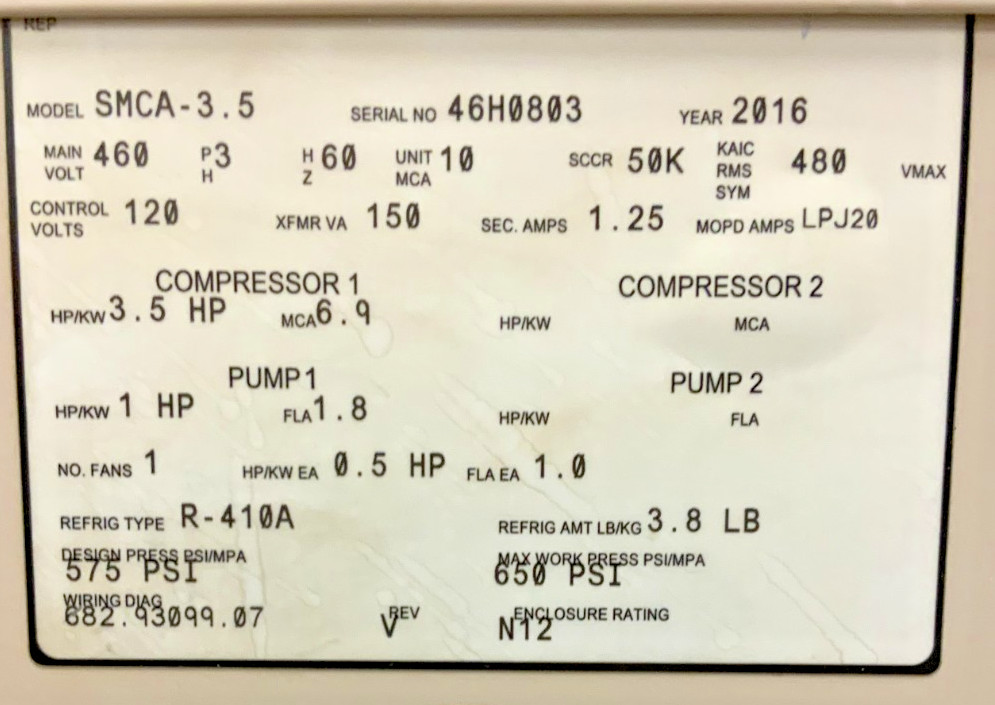 REP
MODEL SMCA-3.5 SERIAL NO 46H0803 YEAR 2016
MAIN VOLT 460 PH 3 HZ 60 UNIT MCA 10 SCCR 50K KAIC RMS SYM 480 VMAX
CONTROL VOLTS 120 XFMR VA 150 SEC. AMPS 1.25 MOPD AMPS LPJ20
COMPRESSOR 1 COMPRESSOR 2
HP/KW 3.5 HP MCA 6.9 HP/KW MCA
PUMP 1 PUMP 2
HP/KW 1 HP FLA 1.8 HP/KW FLA
NO. FANS 1 HP/KW EA 0.5 HP FLA EA 1.0
REFRIG TYPE R-410A REFRIG AMT LB/KG 3.8 LB
DESIGN PRESS PSI/MPA MAX WORK PRESS PSI/MPA
575 PSI 650 PSI
WIRING DIAG REV ENCLOSURE RATING
682.93099.07 V N12